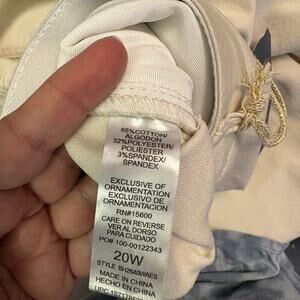 65%COTTON/
ALGODON
32%POLYESTER/
POLIESTER
3%SPANDEX/
SPANDEX
EXCLUSIVE OF
ORNAMENTATION
EXCLUSIVO DE
ORNAMENTACION
RN#15600
CARE ON REVERSE
VER AL DORSO
PARA CUIDADO
PO# 100-00122343
20W
STYLE
MADE IN CHINA
HECHO EN CHINA